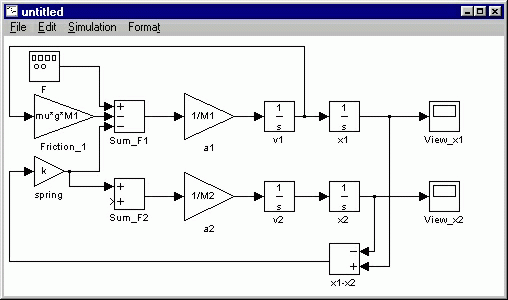 untitled
File Edit Simulation Format
F
mu*g*M1
Friction_1
+
−
−
Sum_F1
1/M1
a1
1
s
v1
1
s
x1
View_x1
k
spring
+
+
Sum_F2
1/M2
a2
1
s
v2
1
s
x2
View_x2
−
+
x1-x2